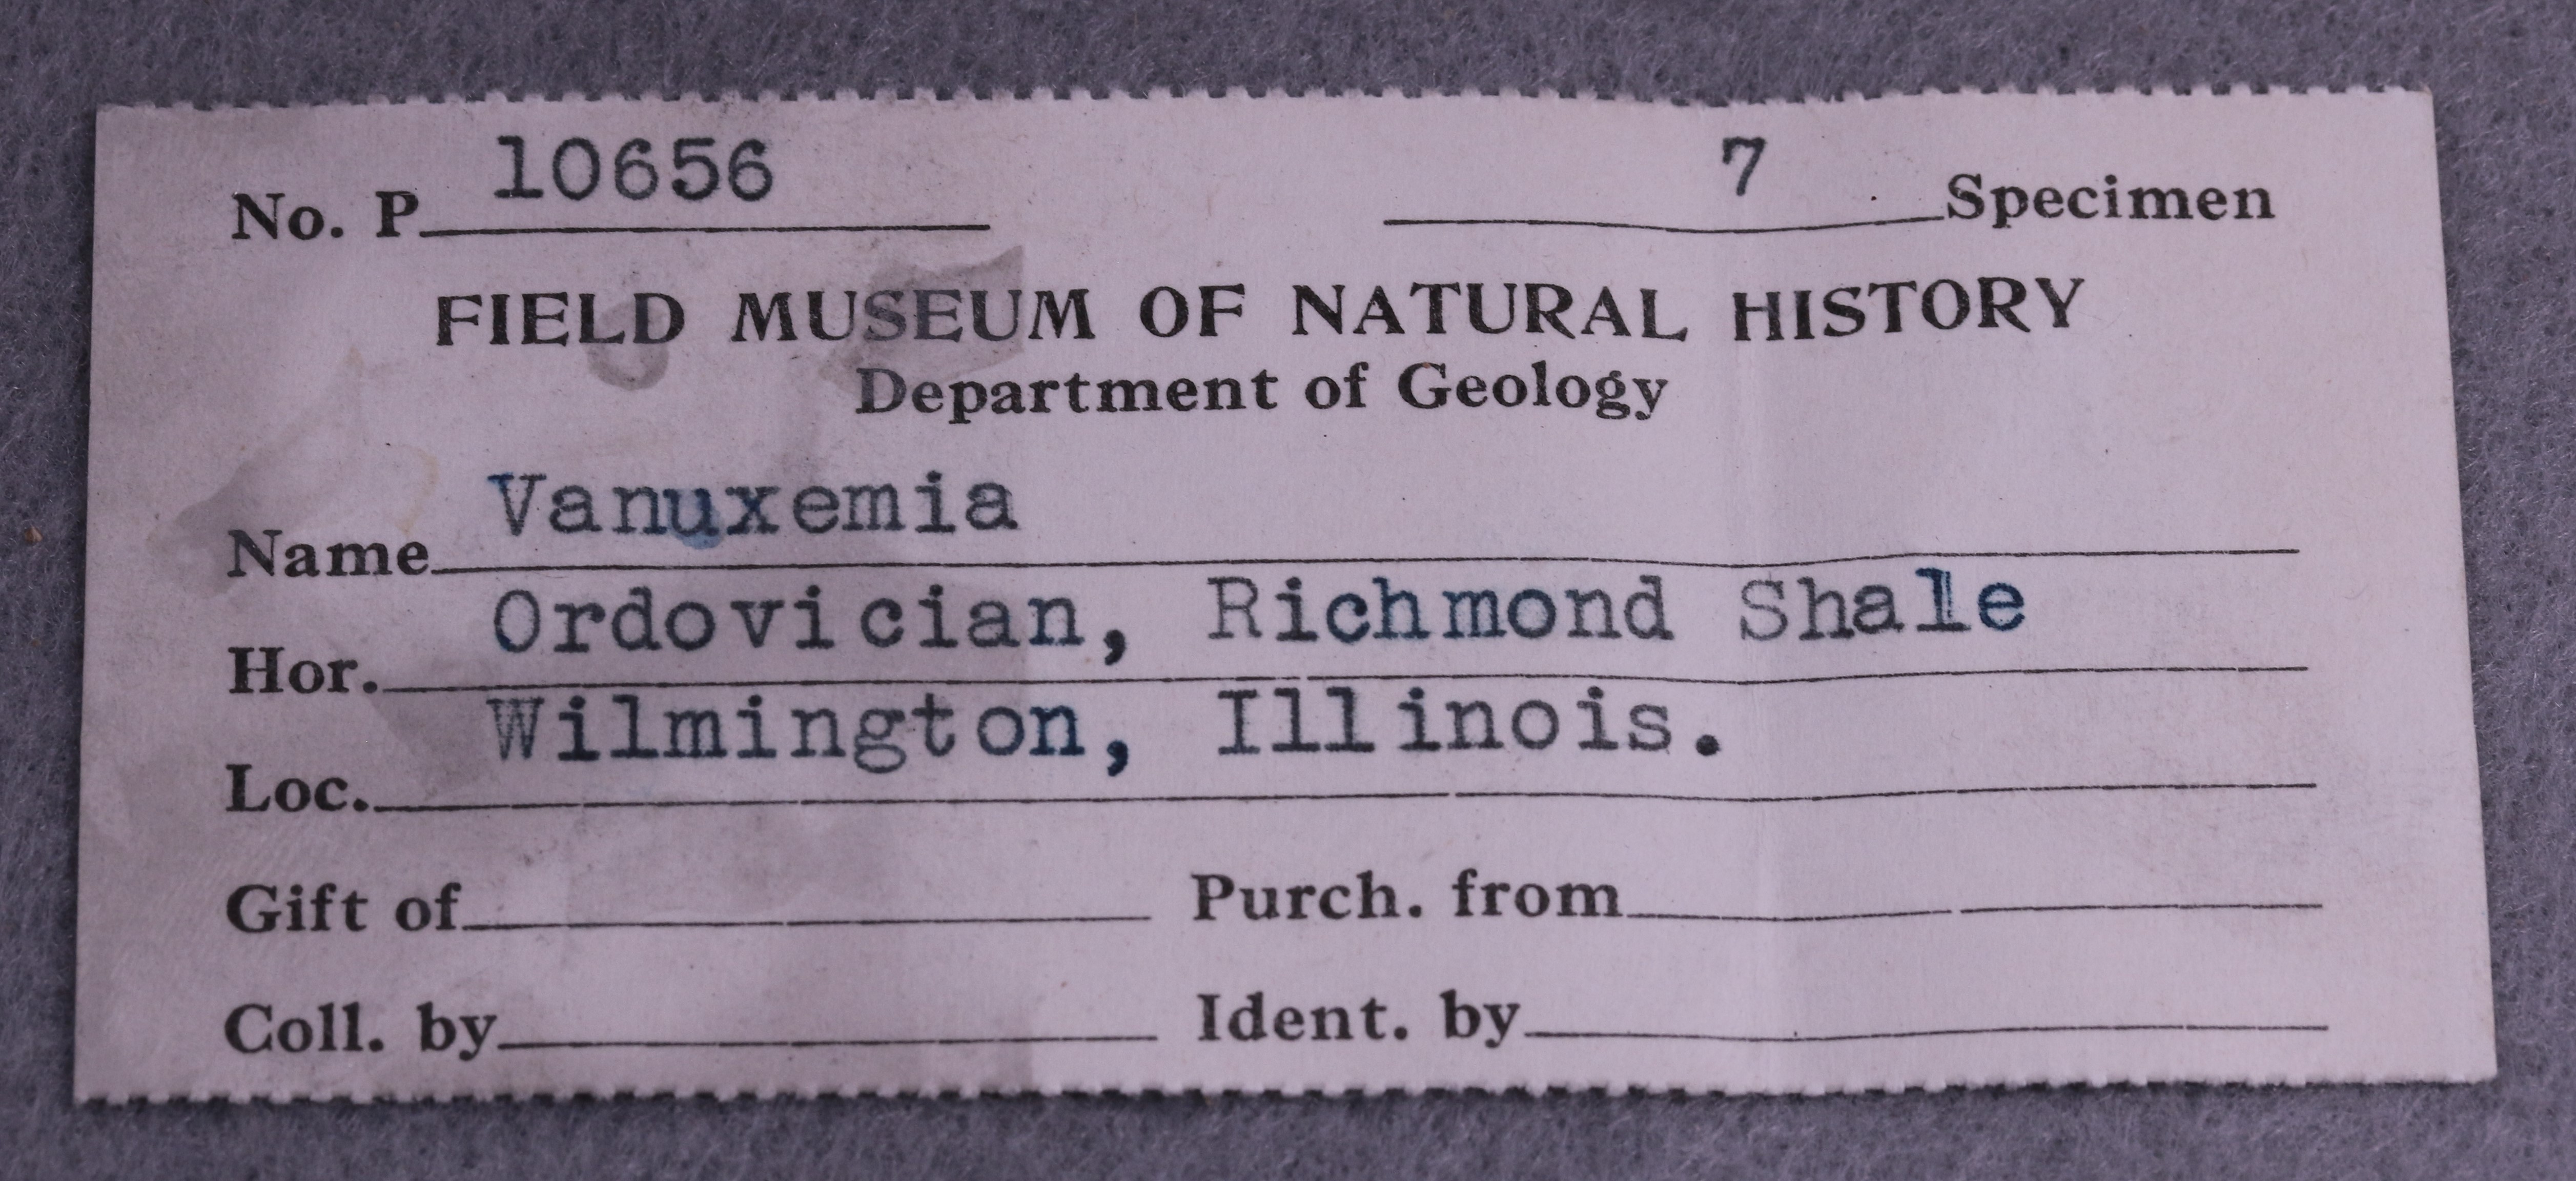 No. P 10656 7 Specimen
FIELD MUSEUM OF NATURAL HISTORY
Department of Geology
Name Vanuxemia
Hor. Ordovician, Richmond Shale
Loc. Wilmington, Illinois.
Gift of Purch. from
Coll. by Ident. by